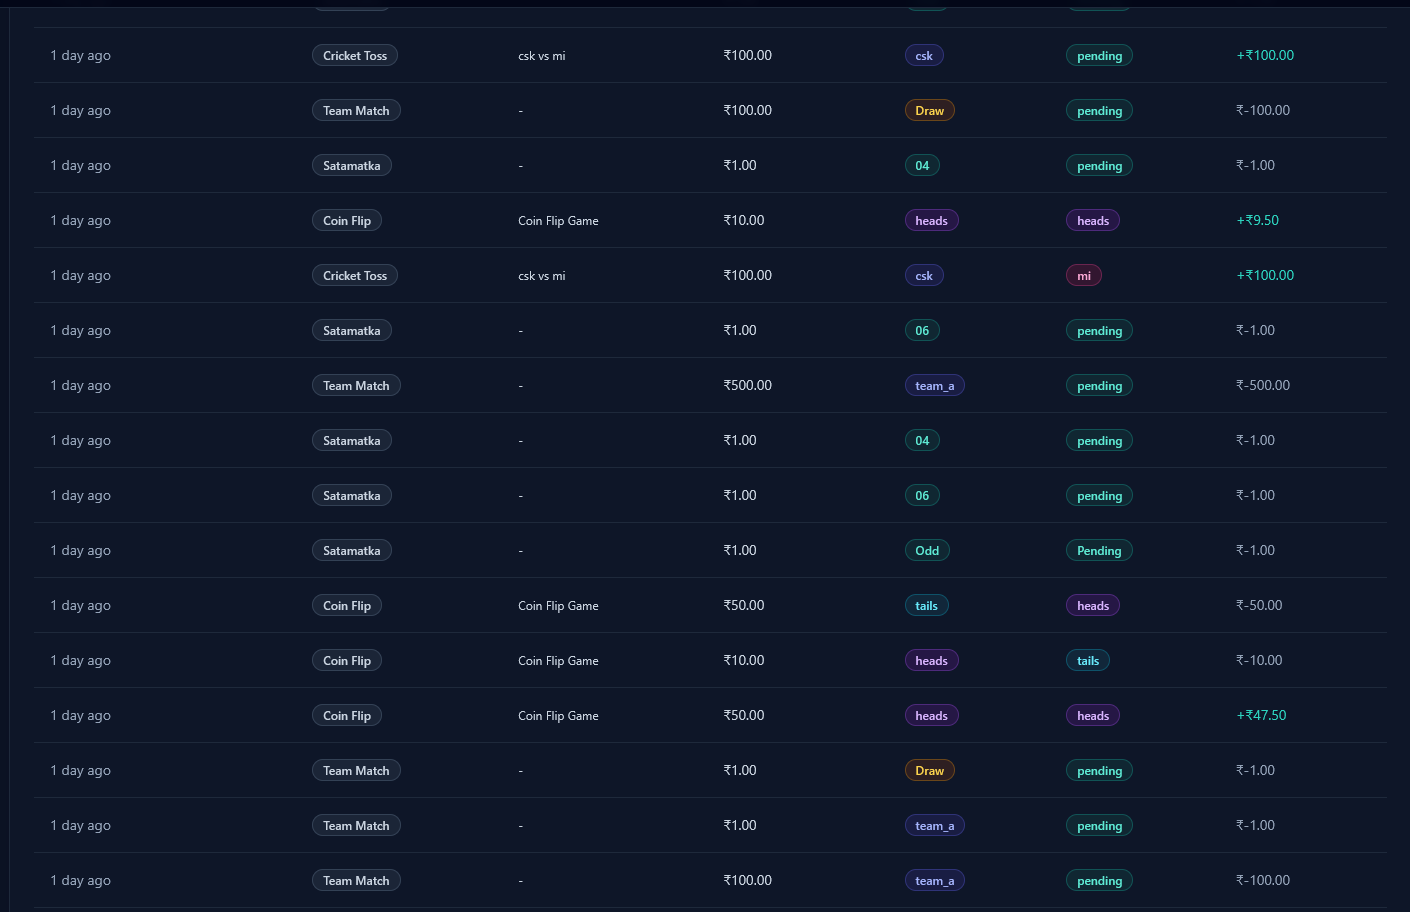 1 day ago Cricket Toss csk vs mi ₹100.00 csk pending +₹100.00
1 day ago Team Match - ₹100.00 Draw pending ₹-100.00
1 day ago Satamatka - ₹1.00 04 pending ₹-1.00
1 day ago Coin Flip Coin Flip Game ₹10.00 heads heads +₹9.50
1 day ago Cricket Toss csk vs mi ₹100.00 csk mi +₹100.00
1 day ago Satamatka - ₹1.00 06 pending ₹-1.00
1 day ago Team Match - ₹500.00 team_a pending ₹-500.00
1 day ago Satamatka - ₹1.00 04 pending ₹-1.00
1 day ago Satamatka - ₹1.00 06 pending ₹-1.00
1 day ago Satamatka - ₹1.00 Odd Pending ₹-1.00
1 day ago Coin Flip Coin Flip Game ₹50.00 tails heads ₹-50.00
1 day ago Coin Flip Coin Flip Game ₹10.00 heads tails ₹-10.00
1 day ago Coin Flip Coin Flip Game ₹50.00 heads heads +₹47.50
1 day ago Team Match - ₹1.00 Draw pending ₹-1.00
1 day ago Team Match - ₹1.00 team_a pending ₹-1.00
1 day ago Team Match - ₹100.00 team_a pending ₹-100.00